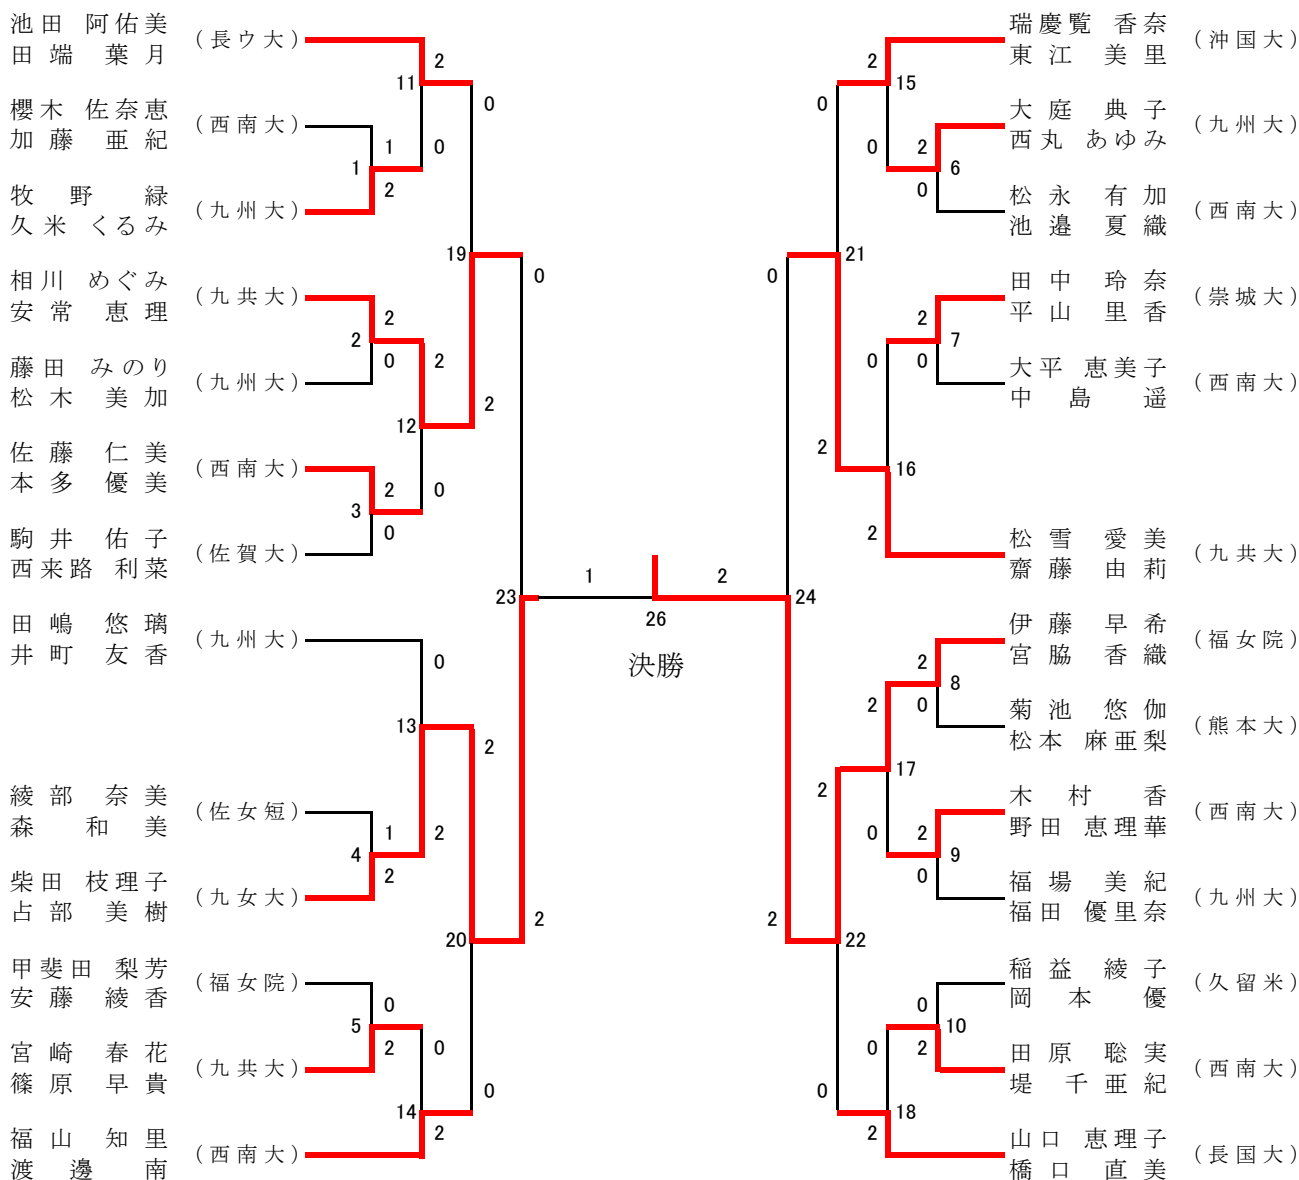 池田 阿佑美
田端 葉月
(長ウ大)
櫻木 佐奈恵
加藤 亜紀
(西南大)
牧野 緑
久米 くるみ
(九州大)
相川 めぐみ
安常 恵理
(九共大)
藤田 みのり
松木 美加
(九州大)
佐藤 仁美
本多 優美
(西南大)
駒井 佑子
西来路 利菜
(佐賀大)
田嶋 悠璃
井町 友香
(九州大)
綾部 奈美
森 和美
(佐女短)
柴田 枝理子
占部 美樹
(九女大)
甲斐田 梨芳
安藤 綾香
(福女院)
宮崎 春花
篠原 早貴
(九共大)
福山 知里
渡邊 南
(西南大)
2
11
0
1
0
1
2
19
0
2
2
0
2
2
12
2
0
3
0
23
0
13
2
1
2
4
2
20
2
0
5
2
0
0
14
2
1
2
26
決勝
2
15
0
0
2
6
0
0
21
2
7
0
0
2
16
2
24
2
8
2
0
17
2
0
2
9
0
2
22
0
10
0
2
0
18
2
瑞慶覧 香奈
東江 美里
(沖国大)
大庭 典子
西丸 あゆみ
(九州大)
松永 有加
池邉 夏織
(西南大)
田中 玲奈
平山 里香
(崇城大)
大平 恵美子
中島 遥
(西南大)
松雪 愛美
齋藤 由莉
(九共大)
伊藤 早希
宮脇 香織
(福女院)
菊池 悠伽
松本 麻亜梨
(熊本大)
木村 香
野田 恵理華
(西南大)
福場 美紀
福田 優里奈
(九州大)
稲益 綾子
岡本 優
(久留米)
田原 聡実
堤 千亜紀
(西南大)
山口 恵理子
橋口 直美
(長国大)